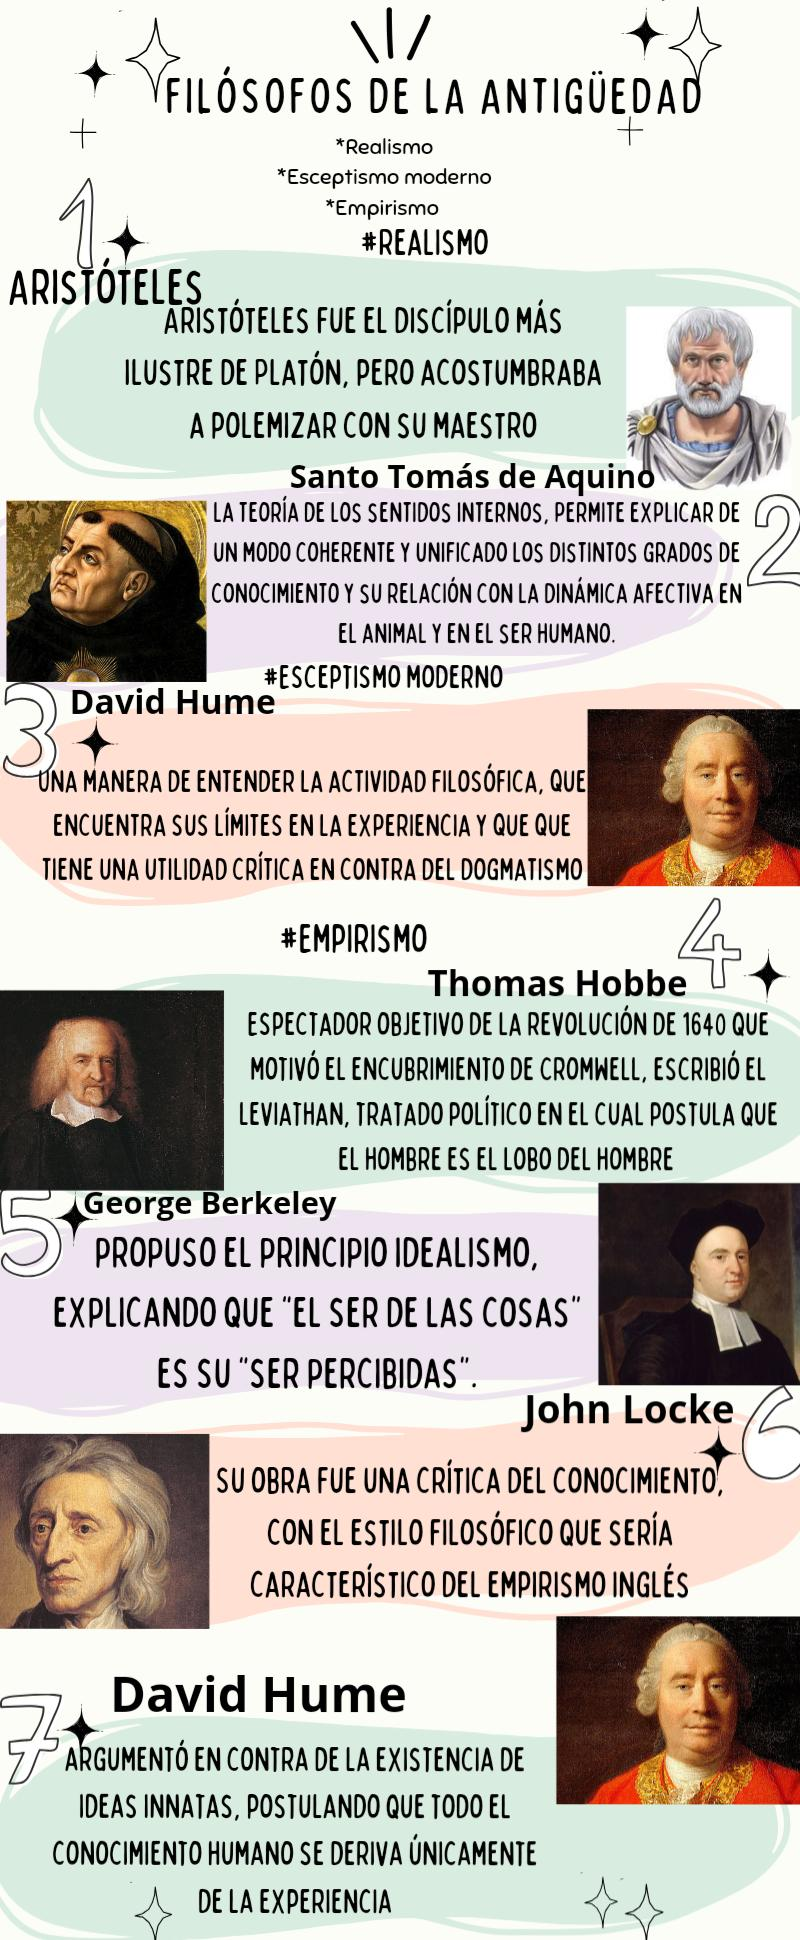 FILÓSOFOS DE LA ANTIGÜEDAD
*Realismo
*Esceptismo moderno
*Empirismo
#REALISMO
1
ARISTÓTELES
ARISTÓTELES FUE EL DISCÍPULO MÁS
ILUSTRE DE PLATÓN, PERO ACOSTUMBRABA
A POLEMIZAR CON SU MAESTRO
Santo Tomás de Aquino
2
LA TEORÍA DE LOS SENTIDOS INTERNOS, PERMITE EXPLICAR DE
UN MODO COHERENTE Y UNIFICADO LOS DISTINTOS GRADOS DE
CONOCIMIENTO Y SU RELACIÓN CON LA DINÁMICA AFECTIVA EN
EL ANIMAL Y EN EL SER HUMANO.
#ESCEPTISMO MODERNO
3
David Hume
UNA MANERA DE ENTENDER LA ACTIVIDAD FILOSÓFICA, QUE
ENCUENTRA SUS LÍMITES EN LA EXPERIENCIA Y QUE QUE
TIENE UNA UTILIDAD CRÍTICA EN CONTRA DEL DOGMATISMO
#EMPIRISMO
4
Thomas Hobbe
ESPECTADOR OBJETIVO DE LA REVOLUCIÓN DE 1640 QUE
MOTIVÓ EL ENCUBRIMIENTO DE CROMWELL, ESCRIBIÓ EL
LEVIATHAN, TRATADO POLÍTICO EN EL CUAL POSTULA QUE
EL HOMBRE ES EL LOBO DEL HOMBRE
5
George Berkeley
PROPUSO EL PRINCIPIO IDEALISMO,
EXPLICANDO QUE "EL SER DE LAS COSAS"
ES SU "SER PERCIBIDAS".
John Locke
6
SU OBRA FUE UNA CRÍTICA DEL CONOCIMIENTO,
CON EL ESTILO FILOSÓFICO QUE SERÍA
CARACTERÍSTICO DEL EMPIRISMO INGLÉS
David Hume
7
ARGUMENTÓ EN CONTRA DE LA EXISTENCIA DE
IDEAS INNATAS, POSTULANDO QUE TODO EL
CONOCIMIENTO HUMANO SE DERIVA ÚNICAMENTE
DE LA EXPERIENCIA